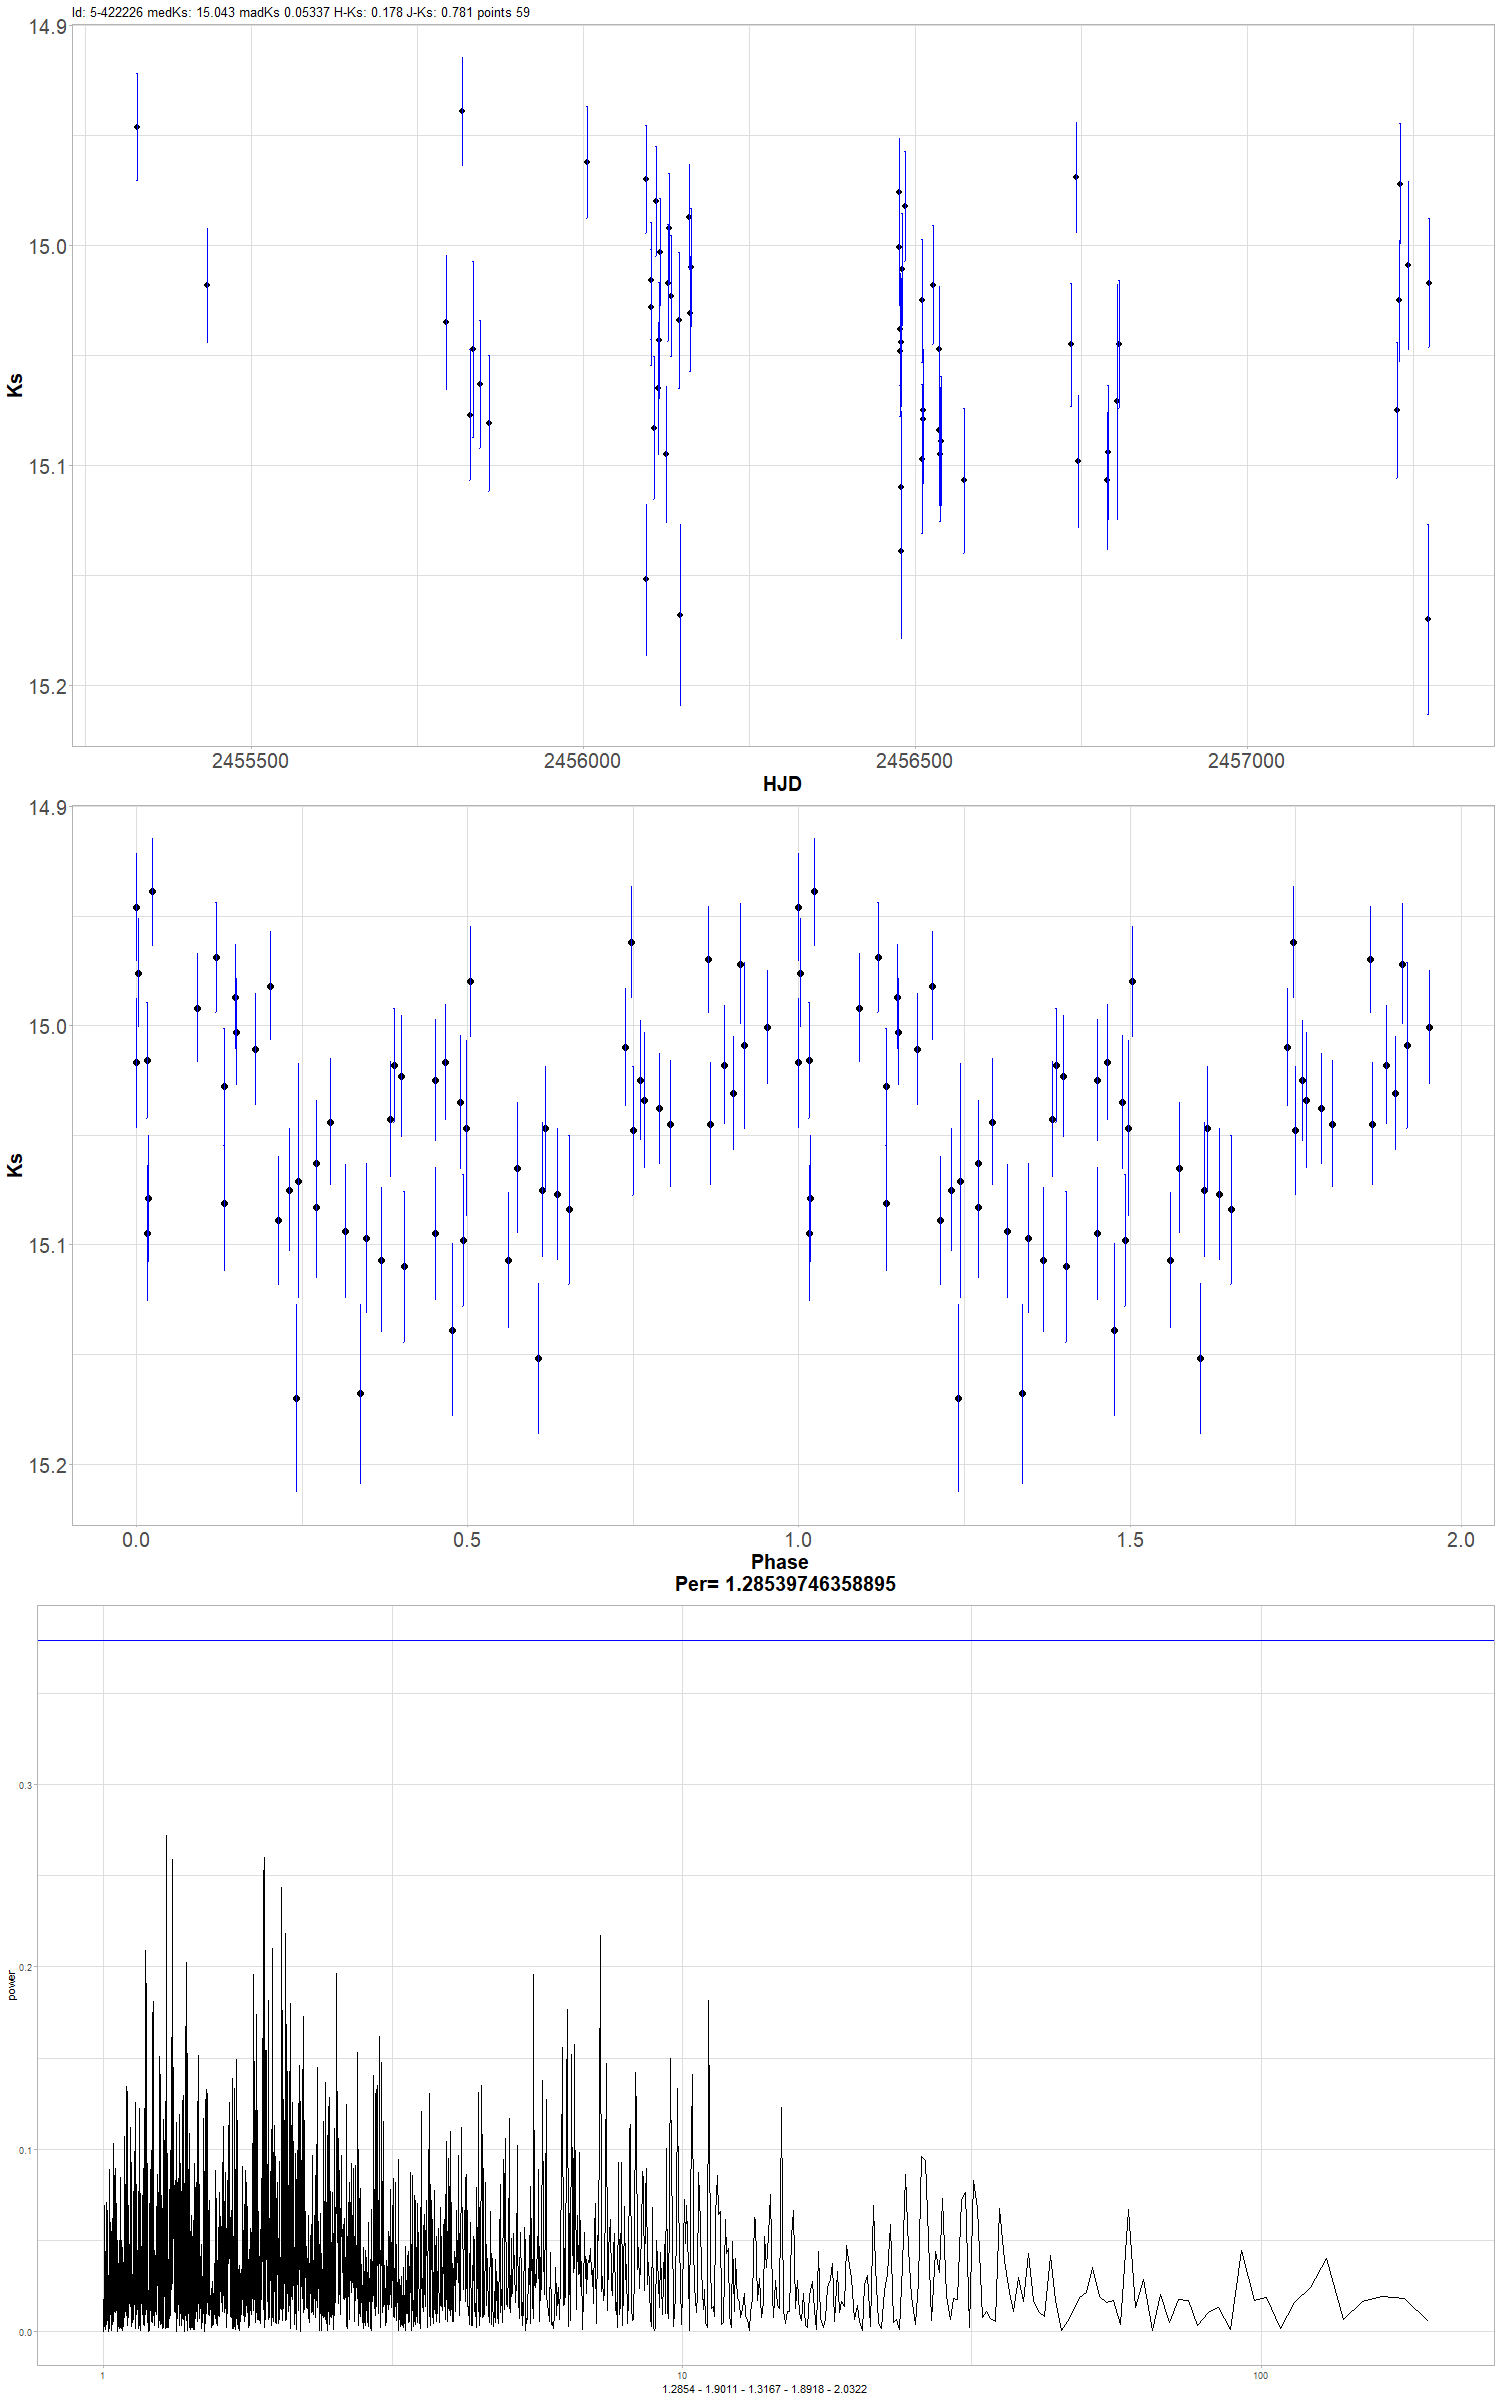 Id: 5-422226 medKs: 15.043 madKs 0.05337 H-Ks: 0.178 J-Ks: 0.781 points 59
14.9
15.0
15.1
15.2
Ks
2455500 2456000 2456500 2457000
HJD
14.9
15.0
15.1
15.2
Ks
0.0 0.5 1.0 1.5 2.0
Phase
Per= 1.28539746358895
0.3
0.2
0.1
0.0
power
1 10 100
1.2854 - 1.9011 - 1.3167 - 1.8918 - 2.0322